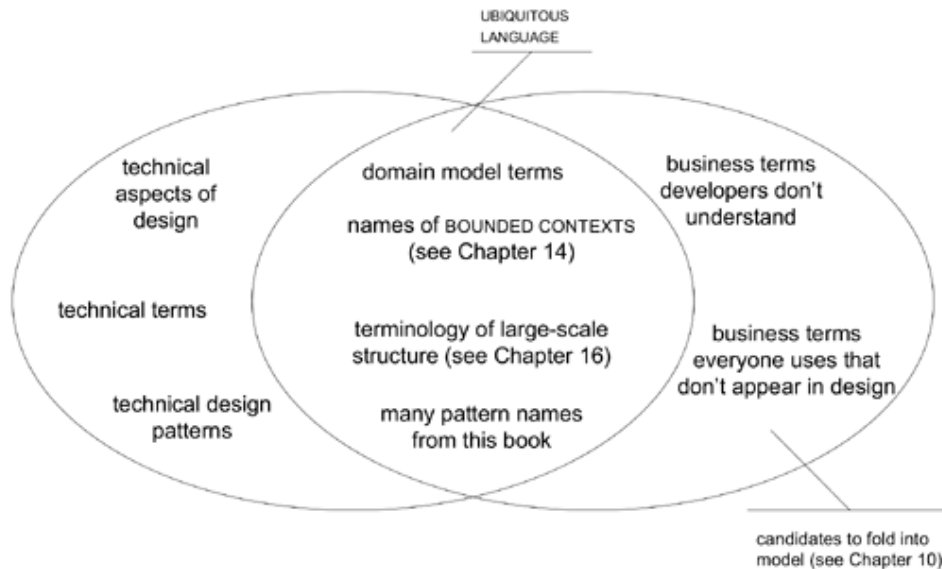 UBIQUITOUS
LANGUAGE
technical
aspects of
design
technical terms
technical design
patterns
domain model terms
names of BOUNDED CONTEXTS
(see Chapter 14)
terminology of large-scale
structure (see Chapter 16)
many pattern names
from this book
business terms
developers don't
understand
business terms
everyone uses that
don't appear in design
candidates to fold into
model (see Chapter 10)